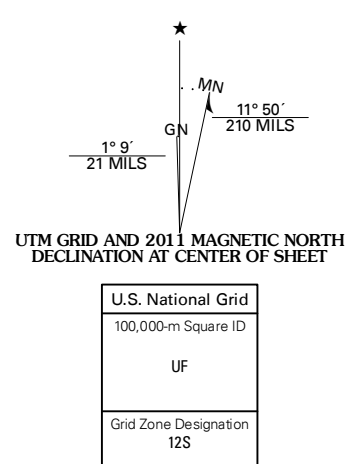 ★
MN
11° 50´
210 MILS
GN
1° 9´
21 MILS
UTM GRID AND 2011 MAGNETIC NORTH
DECLINATION AT CENTER OF SHEET
U.S. National Grid
100,000-m Square ID
UF
Grid Zone Designation
12S